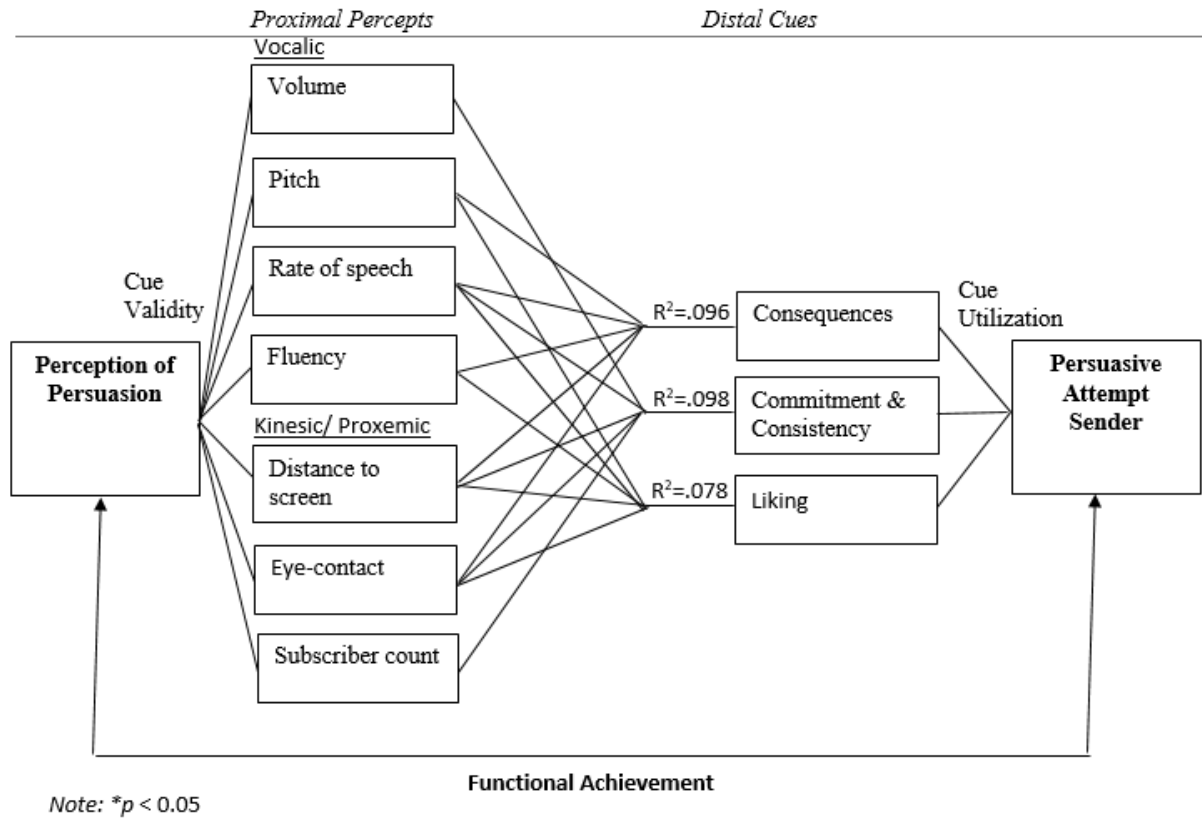 Proximal Percepts
Distal Cues
Vocalic
Volume
Pitch
Rate of speech
Fluency
Kinesic/ Proxemic
Distance to
screen
Eye-contact
Subscriber count
Cue
Validity
Perception of
Persuasion
R²=.096
Consequences
R²=.098
Commitment &
Consistency
R²=.078
Liking
Cue
Utilization
Persuasive
Attempt
Sender
Functional Achievement
Note: *p < 0.05